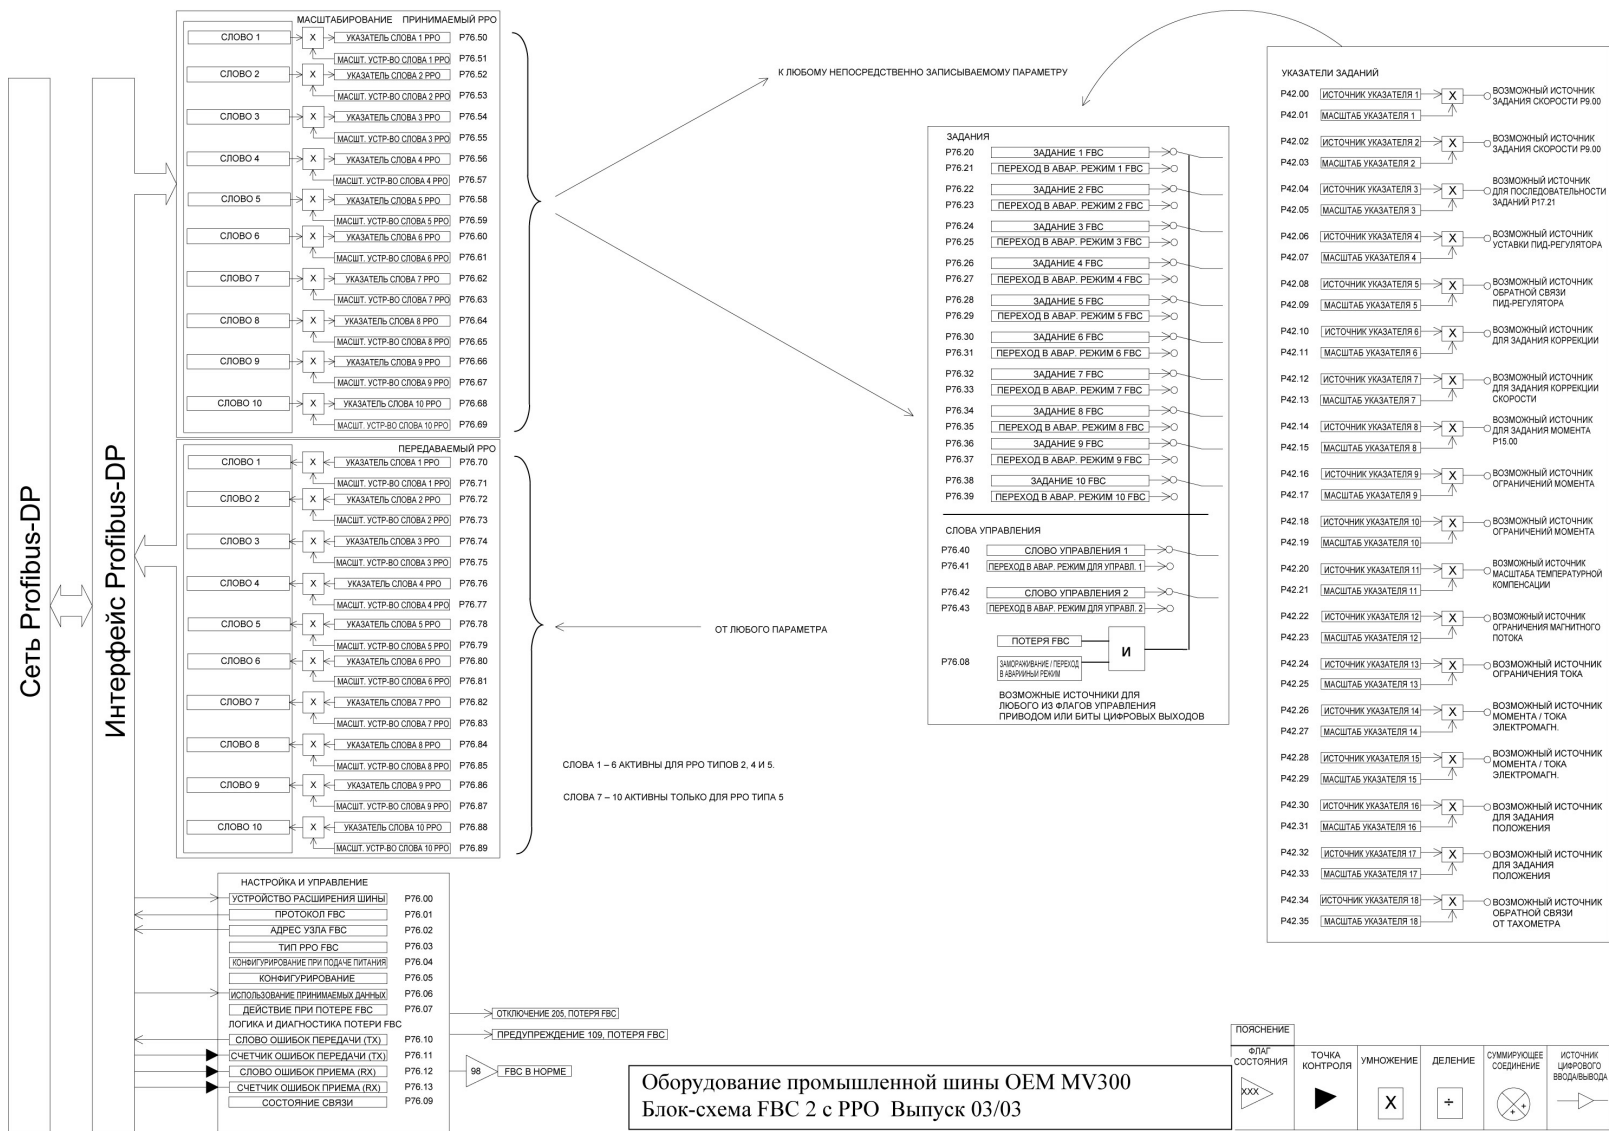 Сеть Profibus-DP
Интерфейс Profibus-DP
МАСШТАБИРОВАНИЕ ПРИНИМАЕМЫЙ PPO
СЛОВО 1 X УКАЗАТЕЛЬ СЛОВА 1 PPO P76.50
МАСШТ. УСТР-ВО СЛОВА 1 PPO P76.51
СЛОВО 2 X УКАЗАТЕЛЬ СЛОВА 2 PPO P76.52
МАСШТ. УСТР-ВО СЛОВА 2 PPO P76.53
СЛОВО 3 X УКАЗАТЕЛЬ СЛОВА 3 PPO P76.54
МАСШТ. УСТР-ВО СЛОВА 3 PPO P76.55
СЛОВО 4 X УКАЗАТЕЛЬ СЛОВА 4 PPO P76.56
МАСШТ. УСТР-ВО СЛОВА 4 PPO P76.57
СЛОВО 5 X УКАЗАТЕЛЬ СЛОВА 5 PPO P76.58
МАСШТ. УСТР-ВО СЛОВА 5 PPO P76.59
СЛОВО 6 X УКАЗАТЕЛЬ СЛОВА 6 PPO P76.60
МАСШТ. УСТР-ВО СЛОВА 6 PPO P76.61
СЛОВО 7 X УКАЗАТЕЛЬ СЛОВА 7 PPO P76.62
МАСШТ. УСТР-ВО СЛОВА 7 PPO P76.63
СЛОВО 8 X УКАЗАТЕЛЬ СЛОВА 8 PPO P76.64
МАСШТ. УСТР-ВО СЛОВА 8 PPO P76.65
СЛОВО 9 X УКАЗАТЕЛЬ СЛОВА 9 PPO P76.66
МАСШТ. УСТР-ВО СЛОВА 9 PPO P76.67
СЛОВО 10 X УКАЗАТЕЛЬ СЛОВА 10 PPO P76.68
МАСШТ. УСТР-ВО СЛОВА 10 PPO P76.69
ПЕРЕДАВАЕМЫЙ PPO
СЛОВО 1 X УКАЗАТЕЛЬ СЛОВА 1 PPO P76.70
МАСШТ. УСТР-ВО СЛОВА 1 PPO P76.71
СЛОВО 2 X УКАЗАТЕЛЬ СЛОВА 2 PPO P76.72
МАСШТ. УСТР-ВО СЛОВА 2 PPO P76.73
СЛОВО 3 X УКАЗАТЕЛЬ СЛОВА 3 PPO P76.74
МАСШТ. УСТР-ВО СЛОВА 3 PPO P76.75
СЛОВО 4 X УКАЗАТЕЛЬ СЛОВА 4 PPO P76.76
МАСШТ. УСТР-ВО СЛОВА 4 PPO P76.77
СЛОВО 5 X УКАЗАТЕЛЬ СЛОВА 5 PPO P76.78
МАСШТ. УСТР-ВО СЛОВА 5 PPO P76.79
СЛОВО 6 X УКАЗАТЕЛЬ СЛОВА 6 PPO P76.80
МАСШТ. УСТР-ВО СЛОВА 6 PPO P76.81
СЛОВО 7 X УКАЗАТЕЛЬ СЛОВА 7 PPO P76.82
МАСШТ. УСТР-ВО СЛОВА 7 PPO P76.83
СЛОВО 8 X УКАЗАТЕЛЬ СЛОВА 8 PPO P76.84
МАСШТ. УСТР-ВО СЛОВА 8 PPO P76.85
СЛОВО 9 X УКАЗАТЕЛЬ СЛОВА 9 PPO P76.86
МАСШТ. УСТР-ВО СЛОВА 9 PPO P76.87
СЛОВО 10 X УКАЗАТЕЛЬ СЛОВА 10 PPO P76.88
МАСШТ. УСТР-ВО СЛОВА 10 PPO P76.89
НАСТРОЙКА И УПРАВЛЕНИЕ
УСТРОЙСТВО РАСШИРЕНИЯ ШИНЫ P76.00
ПРОТОКОЛ FBC P76.01
АДРЕС УЗЛА FBC P76.02
ТИП PPO FBC P76.03
КОНФИГУРИРОВАНИЕ ПРИ ПОДАЧЕ ПИТАНИЯ P76.04
КОНФИГУРИРОВАНИЕ P76.05
ИСПОЛЬЗОВАНИЕ ПРИНИМАЕМЫХ ДАННЫХ P76.06
ДЕЙСТВИЕ ПРИ ПОТЕРЕ FBC P76.07
ЛОГИКА И ДИАГНОСТИКА ПОТЕРИ FBC
СЛОВО ОШИБОК ПЕРЕДАЧИ (TX) P76.10
СЧЕТЧИК ОШИБОК ПЕРЕДАЧИ (TX) P76.11
СЛОВО ОШИБОК ПРИЕМА (RX) P76.12
СЧЕТЧИК ОШИБОК ПРИЕМА (RX) P76.13
СОСТОЯНИЕ СВЯЗИ P76.09
К ЛЮБОМУ НЕПОСРЕДСТВЕННО ЗАПИСЫВАЕМОМУ ПАРАМЕТРУ
ОТ ЛЮБОГО ПАРАМЕТРА
СЛОВА 1 – 6 АКТИВНЫ ДЛЯ PPO ТИПОВ 2, 4 И 5.
СЛОВА 7 – 10 АКТИВНЫ ТОЛЬКО ДЛЯ PPO ТИПА 5
ОТКЛЮЧЕНИЕ 205, ПОТЕРЯ FBC
ПРЕДУПРЕЖДЕНИЕ 109, ПОТЕРЯ FBC
98 FBC В НОРМЕ
ЗАДАНИЯ
P76.20 ЗАДАНИЕ 1 FBC
P76.21 ПЕРЕХОД В АВАР. РЕЖИМ 1 FBC
P76.22 ЗАДАНИЕ 2 FBC
P76.23 ПЕРЕХОД В АВАР. РЕЖИМ 2 FBC
P76.24 ЗАДАНИЕ 3 FBC
P76.25 ПЕРЕХОД В АВАР. РЕЖИМ 3 FBC
P76.26 ЗАДАНИЕ 4 FBC
P76.27 ПЕРЕХОД В АВАР. РЕЖИМ 4 FBC
P76.28 ЗАДАНИЕ 5 FBC
P76.29 ПЕРЕХОД В АВАР. РЕЖИМ 5 FBC
P76.30 ЗАДАНИЕ 6 FBC
P76.31 ПЕРЕХОД В АВАР. РЕЖИМ 6 FBC
P76.32 ЗАДАНИЕ 7 FBC
P76.33 ПЕРЕХОД В АВАР. РЕЖИМ 7 FBC
P76.34 ЗАДАНИЕ 8 FBC
P76.35 ПЕРЕХОД В АВАР. РЕЖИМ 8 FBC
P76.36 ЗАДАНИЕ 9 FBC
P76.37 ПЕРЕХОД В АВАР. РЕЖИМ 9 FBC
P76.38 ЗАДАНИЕ 10 FBC
P76.39 ПЕРЕХОД В АВАР. РЕЖИМ 10 FBC
СЛОВА УПРАВЛЕНИЯ
P76.40 СЛОВО УПРАВЛЕНИЯ 1
P76.41 ПЕРЕХОД В АВАР. РЕЖИМ ДЛЯ УПРАВЛ. 1
P76.42 СЛОВО УПРАВЛЕНИЯ 2
P76.43 ПЕРЕХОД В АВАР. РЕЖИМ ДЛЯ УПРАВЛ. 2
ПОТЕРЯ FBC
И
P76.08 ЗАМОРАЖИВАНИЕ / ПЕРЕХОД
В АВАРИЙНЫЙ РЕЖИМ
ВОЗМОЖНЫЕ ИСТОЧНИКИ ДЛЯ
ЛЮБОГО ИЗ ФЛАГОВ УПРАВЛЕНИЯ
ПРИВОДОМ ИЛИ БИТЫ ЦИФРОВЫХ ВЫХОДОВ
УКАЗАТЕЛИ ЗАДАНИЙ
P42.00 ИСТОЧНИК УКАЗАТЕЛЯ 1 X ВОЗМОЖНЫЙ ИСТОЧНИК
ЗАДАНИЯ СКОРОСТИ P9.00
P42.01 МАСШТАБ УКАЗАТЕЛЯ 1
P42.02 ИСТОЧНИК УКАЗАТЕЛЯ 2 X ВОЗМОЖНЫЙ ИСТОЧНИК
ЗАДАНИЯ СКОРОСТИ P9.00
P42.03 МАСШТАБ УКАЗАТЕЛЯ 2
P42.04 ИСТОЧНИК УКАЗАТЕЛЯ 3 X ВОЗМОЖНЫЙ ИСТОЧНИК
ДЛЯ ПОСЛЕДОВАТЕЛЬНОСТИ
ЗАДАНИЙ P17.21
P42.05 МАСШТАБ УКАЗАТЕЛЯ 3
P42.06 ИСТОЧНИК УКАЗАТЕЛЯ 4 X ВОЗМОЖНЫЙ ИСТОЧНИК
УСТАВКИ ПИД-РЕГУЛЯТОРА
P42.07 МАСШТАБ УКАЗАТЕЛЯ 4
P42.08 ИСТОЧНИК УКАЗАТЕЛЯ 5 X ВОЗМОЖНЫЙ ИСТОЧНИК
ОБРАТНОЙ СВЯЗИ
ПИД-РЕГУЛЯТОРА
P42.09 МАСШТАБ УКАЗАТЕЛЯ 5
P42.10 ИСТОЧНИК УКАЗАТЕЛЯ 6 X ВОЗМОЖНЫЙ ИСТОЧНИК
ДЛЯ ЗАДАНИЯ КОРРЕКЦИИ
P42.11 МАСШТАБ УКАЗАТЕЛЯ 6
P42.12 ИСТОЧНИК УКАЗАТЕЛЯ 7 X ВОЗМОЖНЫЙ ИСТОЧНИК
ДЛЯ ЗАДАНИЯ КОРРЕКЦИИ
СКОРОСТИ
P42.13 МАСШТАБ УКАЗАТЕЛЯ 7
P42.14 ИСТОЧНИК УКАЗАТЕЛЯ 8 X ВОЗМОЖНЫЙ ИСТОЧНИК
ДЛЯ ЗАДАНИЯ МОМЕНТА
P15.00
P42.15 МАСШТАБ УКАЗАТЕЛЯ 8
P42.16 ИСТОЧНИК УКАЗАТЕЛЯ 9 X ВОЗМОЖНЫЙ ИСТОЧНИК
ОГРАНИЧЕНИЙ МОМЕНТА
P42.17 МАСШТАБ УКАЗАТЕЛЯ 9
P42.18 ИСТОЧНИК УКАЗАТЕЛЯ 10 X ВОЗМОЖНЫЙ ИСТОЧНИК
ОГРАНИЧЕНИЙ МОМЕНТА
P42.19 МАСШТАБ УКАЗАТЕЛЯ 10
P42.20 ИСТОЧНИК УКАЗАТЕЛЯ 11 X ВОЗМОЖНЫЙ ИСТОЧНИК
МАСШТАБА ТЕМПЕРАТУРНОЙ
КОМПЕНСАЦИИ
P42.21 МАСШТАБ УКАЗАТЕЛЯ 11
P42.22 ИСТОЧНИК УКАЗАТЕЛЯ 12 X ВОЗМОЖНЫЙ ИСТОЧНИК
ОГРАНИЧЕНИЯ МАГНИТНОГО
ПОТОКА
P42.23 МАСШТАБ УКАЗАТЕЛЯ 12
P42.24 ИСТОЧНИК УКАЗАТЕЛЯ 13 X ВОЗМОЖНЫЙ ИСТОЧНИК
ОГРАНИЧЕНИЯ ТОКА
P42.25 МАСШТАБ УКАЗАТЕЛЯ 13
P42.26 ИСТОЧНИК УКАЗАТЕЛЯ 14 X ВОЗМОЖНЫЙ ИСТОЧНИК
МОМЕНТА / ТОКА
ЭЛЕКТРОМАГН.
P42.27 МАСШТАБ УКАЗАТЕЛЯ 14
P42.28 ИСТОЧНИК УКАЗАТЕЛЯ 15 X ВОЗМОЖНЫЙ ИСТОЧНИК
МОМЕНТА / ТОКА
ЭЛЕКТРОМАГН.
P42.29 МАСШТАБ УКАЗАТЕЛЯ 15
P42.30 ИСТОЧНИК УКАЗАТЕЛЯ 16 X ВОЗМОЖНЫЙ ИСТОЧНИК
ДЛЯ ЗАДАНИЯ
ПОЛОЖЕНИЯ
P42.31 МАСШТАБ УКАЗАТЕЛЯ 16
P42.32 ИСТОЧНИК УКАЗАТЕЛЯ 17 X ВОЗМОЖНЫЙ ИСТОЧНИК
ДЛЯ ЗАДАНИЯ
ПОЛОЖЕНИЯ
P42.33 МАСШТАБ УКАЗАТЕЛЯ 17
P42.34 ИСТОЧНИК УКАЗАТЕЛЯ 18 X ВОЗМОЖНЫЙ ИСТОЧНИК
ОБРАТНОЙ СВЯЗИ
ОТ ТАХОМЕТРА
P42.35 МАСШТАБ УКАЗАТЕЛЯ 18
Оборудование промышленной шины OEM MV300
Блок-схема FBC 2 с PPO Выпуск 03/03
ПОЯСНЕНИЕ
ФЛАГ
СОСТОЯНИЯ
XXX
ТОЧКА
КОНТРОЛЯ
УМНОЖЕНИЕ
X
ДЕЛЕНИЕ
÷
СУММИРУЮЩЕЕ
СОЕДИНЕНИЕ
+ +
ИСТОЧНИК
ЦИФРОВОГО
ВВОДА/ВЫВОДА